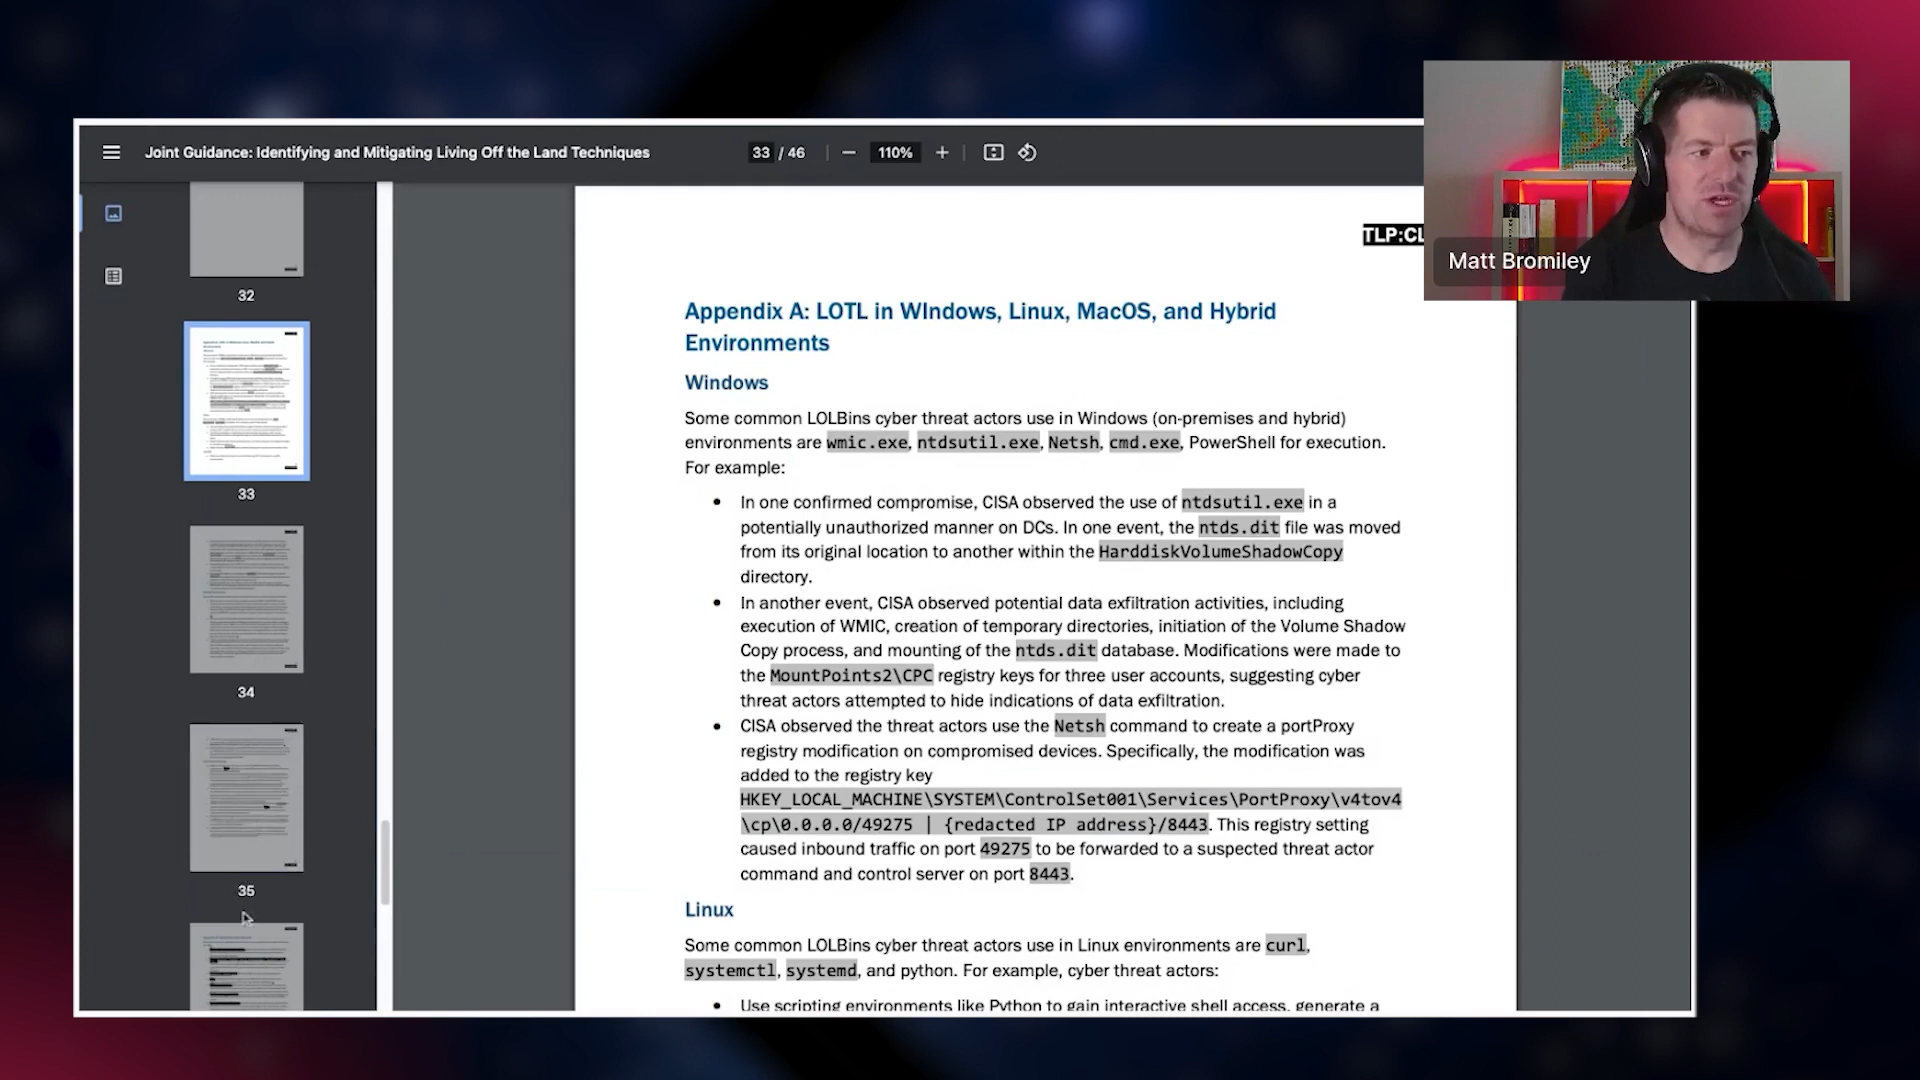 Joint Guidance: Identifying and Mitigating Living Off the Land Techniques
33 / 46
110%
32
33
34
35
TLP:CL
Matt Bromiley
Appendix A: LOTL in WIndows, Linux, MacOS, and Hybrid
Environments
Windows
Some common LOLBins cyber threat actors use in Windows (on-premises and hybrid)
environments are wmic.exe, ntdsutil.exe, Netsh, cmd.exe, PowerShell for execution.
For example:
• In one confirmed compromise, CISA observed the use of ntdsutil.exe in a
potentially unauthorized manner on DCs. In one event, the ntds.dit file was moved
from its original location to another within the HarddiskVolumeShadowCopy
directory.
• In another event, CISA observed potential data exfiltration activities, including
execution of WMIC, creation of temporary directories, initiation of the Volume Shadow
Copy process, and mounting of the ntds.dit database. Modifications were made to
the MountPoints2\CPC registry keys for three user accounts, suggesting cyber
threat actors attempted to hide indications of data exfiltration.
• CISA observed the threat actors use the Netsh command to create a portProxy
registry modification on compromised devices. Specifically, the modification was
added to the registry key
HKEY_LOCAL_MACHINE\SYSTEM\ControlSet001\Services\PortProxy\v4tov4
\cp\0.0.0.0/49275 | {redacted IP address}/8443. This registry setting
caused inbound traffic on port 49275 to be forwarded to a suspected threat actor
command and control server on port 8443.
Linux
Some common LOLBins cyber threat actors use in Linux environments are curl,
systemctl, systemd, and python. For example, cyber threat actors:
• Use scripting environments like Python to gain interactive shell access, generate a